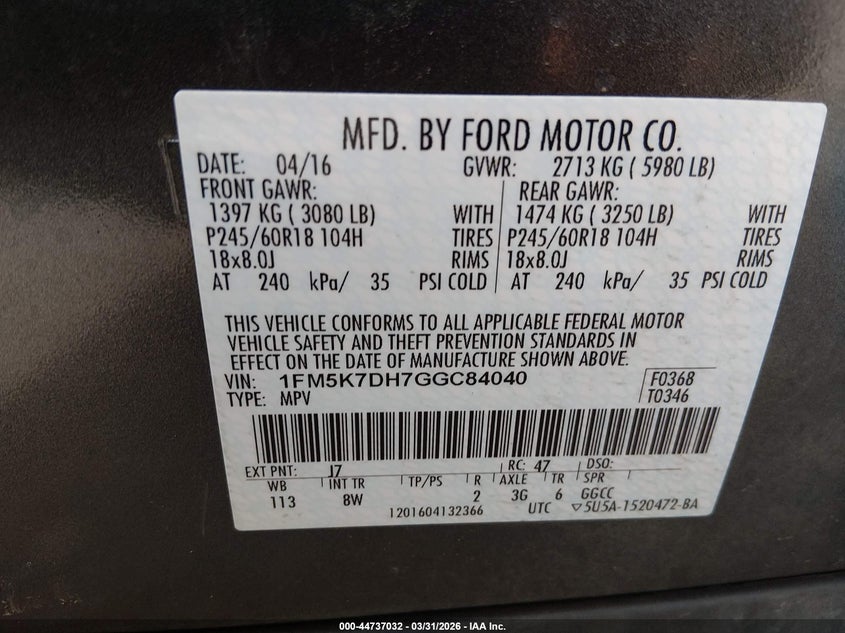 MFD. BY FORD MOTOR CO.
DATE: 04/16 GVWR: 2713 KG ( 5980 LB)
FRONT GAWR: REAR GAWR:
1397 KG ( 3080 LB) WITH 1474 KG ( 3250 LB) WITH
P245/60R18 104H TIRES P245/60R18 104H TIRES
18x8.0J RIMS 18x8.0J RIMS
AT 240 kPa/ 35 PSI COLD AT 240 kPa/ 35 PSI COLD
THIS VEHICLE CONFORMS TO ALL APPLICABLE FEDERAL MOTOR
VEHICLE SAFETY AND THEFT PREVENTION STANDARDS IN
EFFECT ON THE DATE OF MANUFACTURE SHOWN ABOVE.
VIN: 1FM5K7DH7GGC84040 F0368
TYPE: MPV T0346
EXT PNT: J7 RC: 47 DSO:
WB INT TR TP/PS R AXLE TR SPR
113 8W 2 3G 6 GGCC
1201604132366 UTC ▽5U5A-1520472-BA
000-44737032 - 03/31/2026 - IAA Inc.